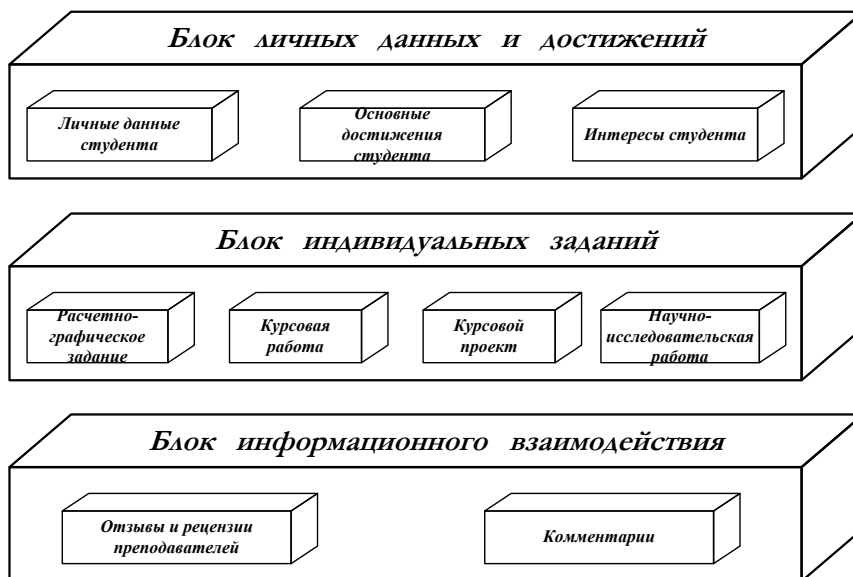 Блок личных данных и достижений
Личные данные
студента
Основные
достижения
студента
Интересы студента
Блок индивидуальных заданий
Расчетно-
графическое
задание
Курсовая
работа
Курсовой
проект
Научно-
исследовательская
работа
Блок информационного взаимодействия
Отзывы и рецензии
преподавателей
Комментарии